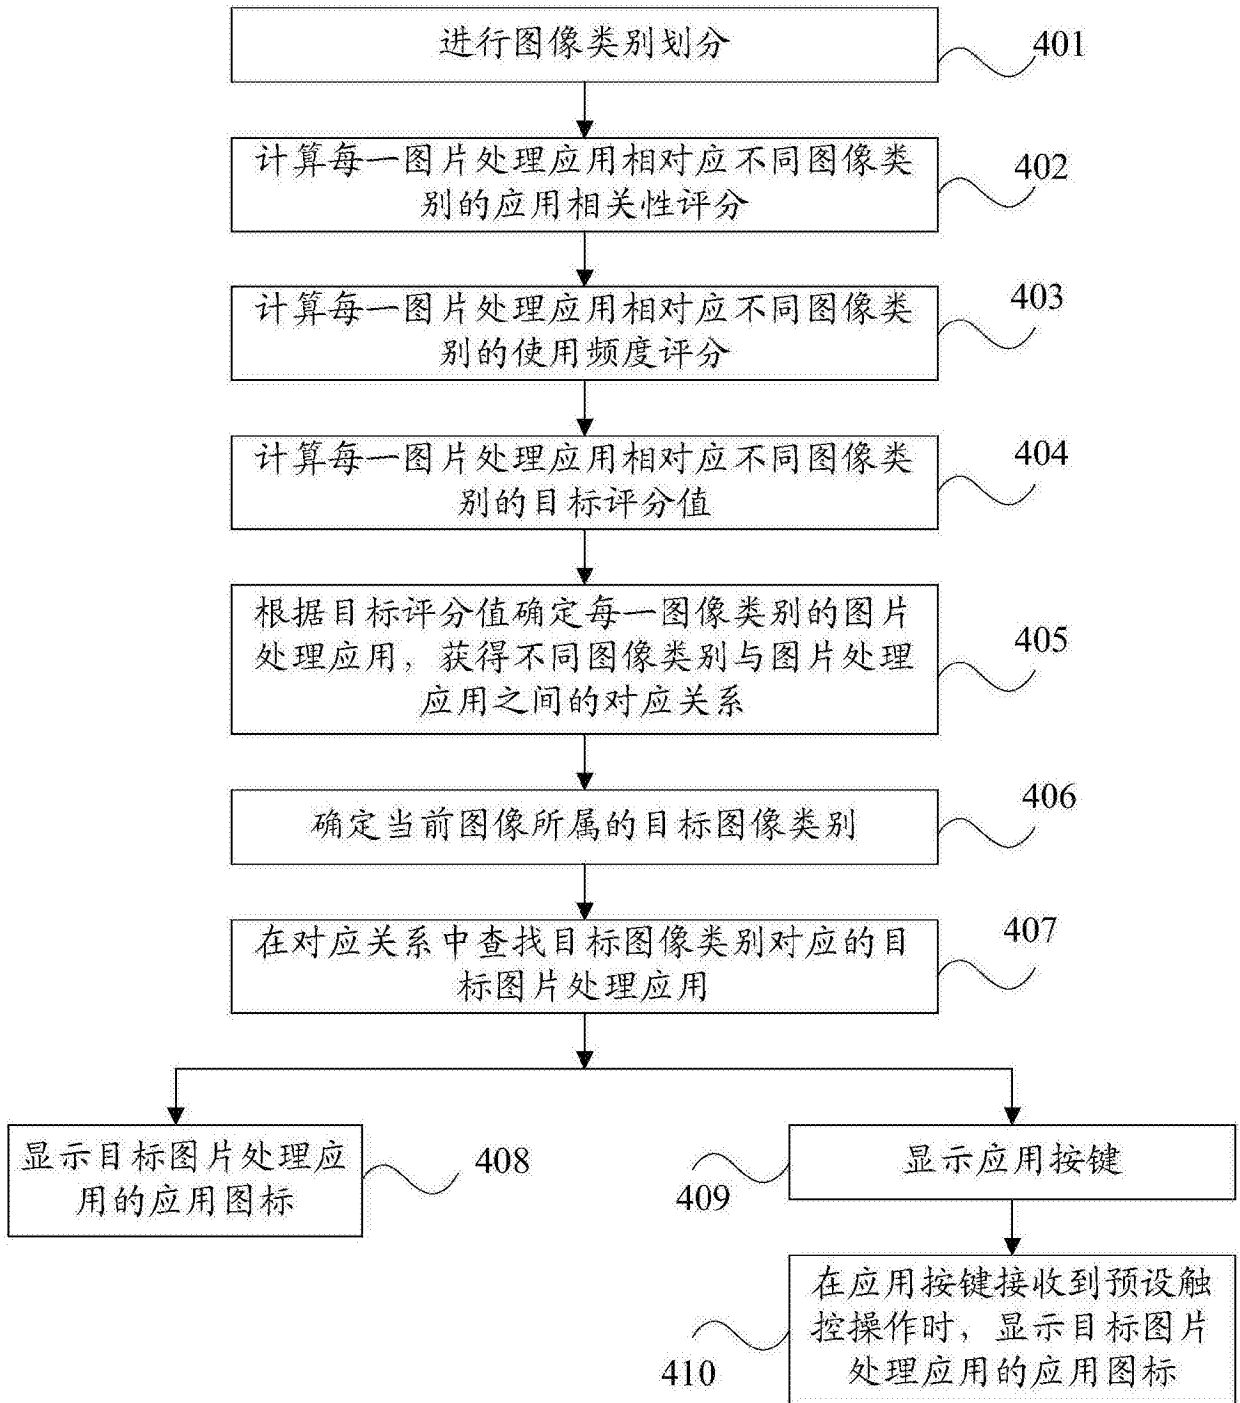 进行图像类别划分
401
计算每一图片处理应用相对应不同图像类
别的应用相关性评分
402
计算每一图片处理应用相对应不同图像类
别的使用频度评分
403
计算每一图片处理应用相对应不同图像类
别的目标评分值
404
根据目标评分值确定每一图像类别的图片
处理应用，获得不同图像类别与图片处理
应用之间的对应关系
405
确定当前图像所属的目标图像类别
406
在对应关系中查找目标图像类别对应的目
标图片处理应用
407
显示目标图片处理应
用的应用图标
408
显示应用按键
409
在应用按键接收到预设触
控操作时，显示目标图片
处理应用的应用图标
410